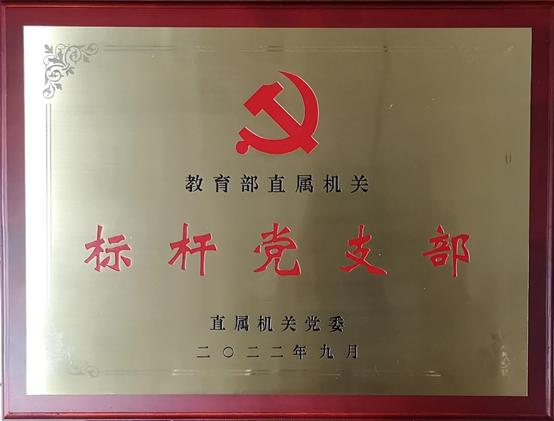 教育部直属机关
标杆党支部
直属机关党委
二〇二二年九月